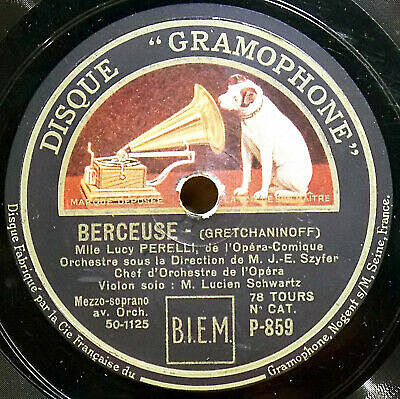 DISQUE "GRAMOPHONE"
MARQUE DÉPOSÉE
LA VOIX DE SON MAÎTRE
BERCEUSE - (GRETCHANINOFF)
Mlle Lucy PERELLI, de l'Opéra-Comique
Orchestre sous la Direction de M. J.-E. Szyfer
Chef d'Orchestre de l'Opéra
Violon solo : M. Lucien Schwartz
Mezzo-soprano
av. Orch.
50-1125
B.I.E.M.
78 TOURS
No CAT.
P-859
Disque fabriqué par la Cie Française du Gramophone, Nogent s/M. Seine, France.